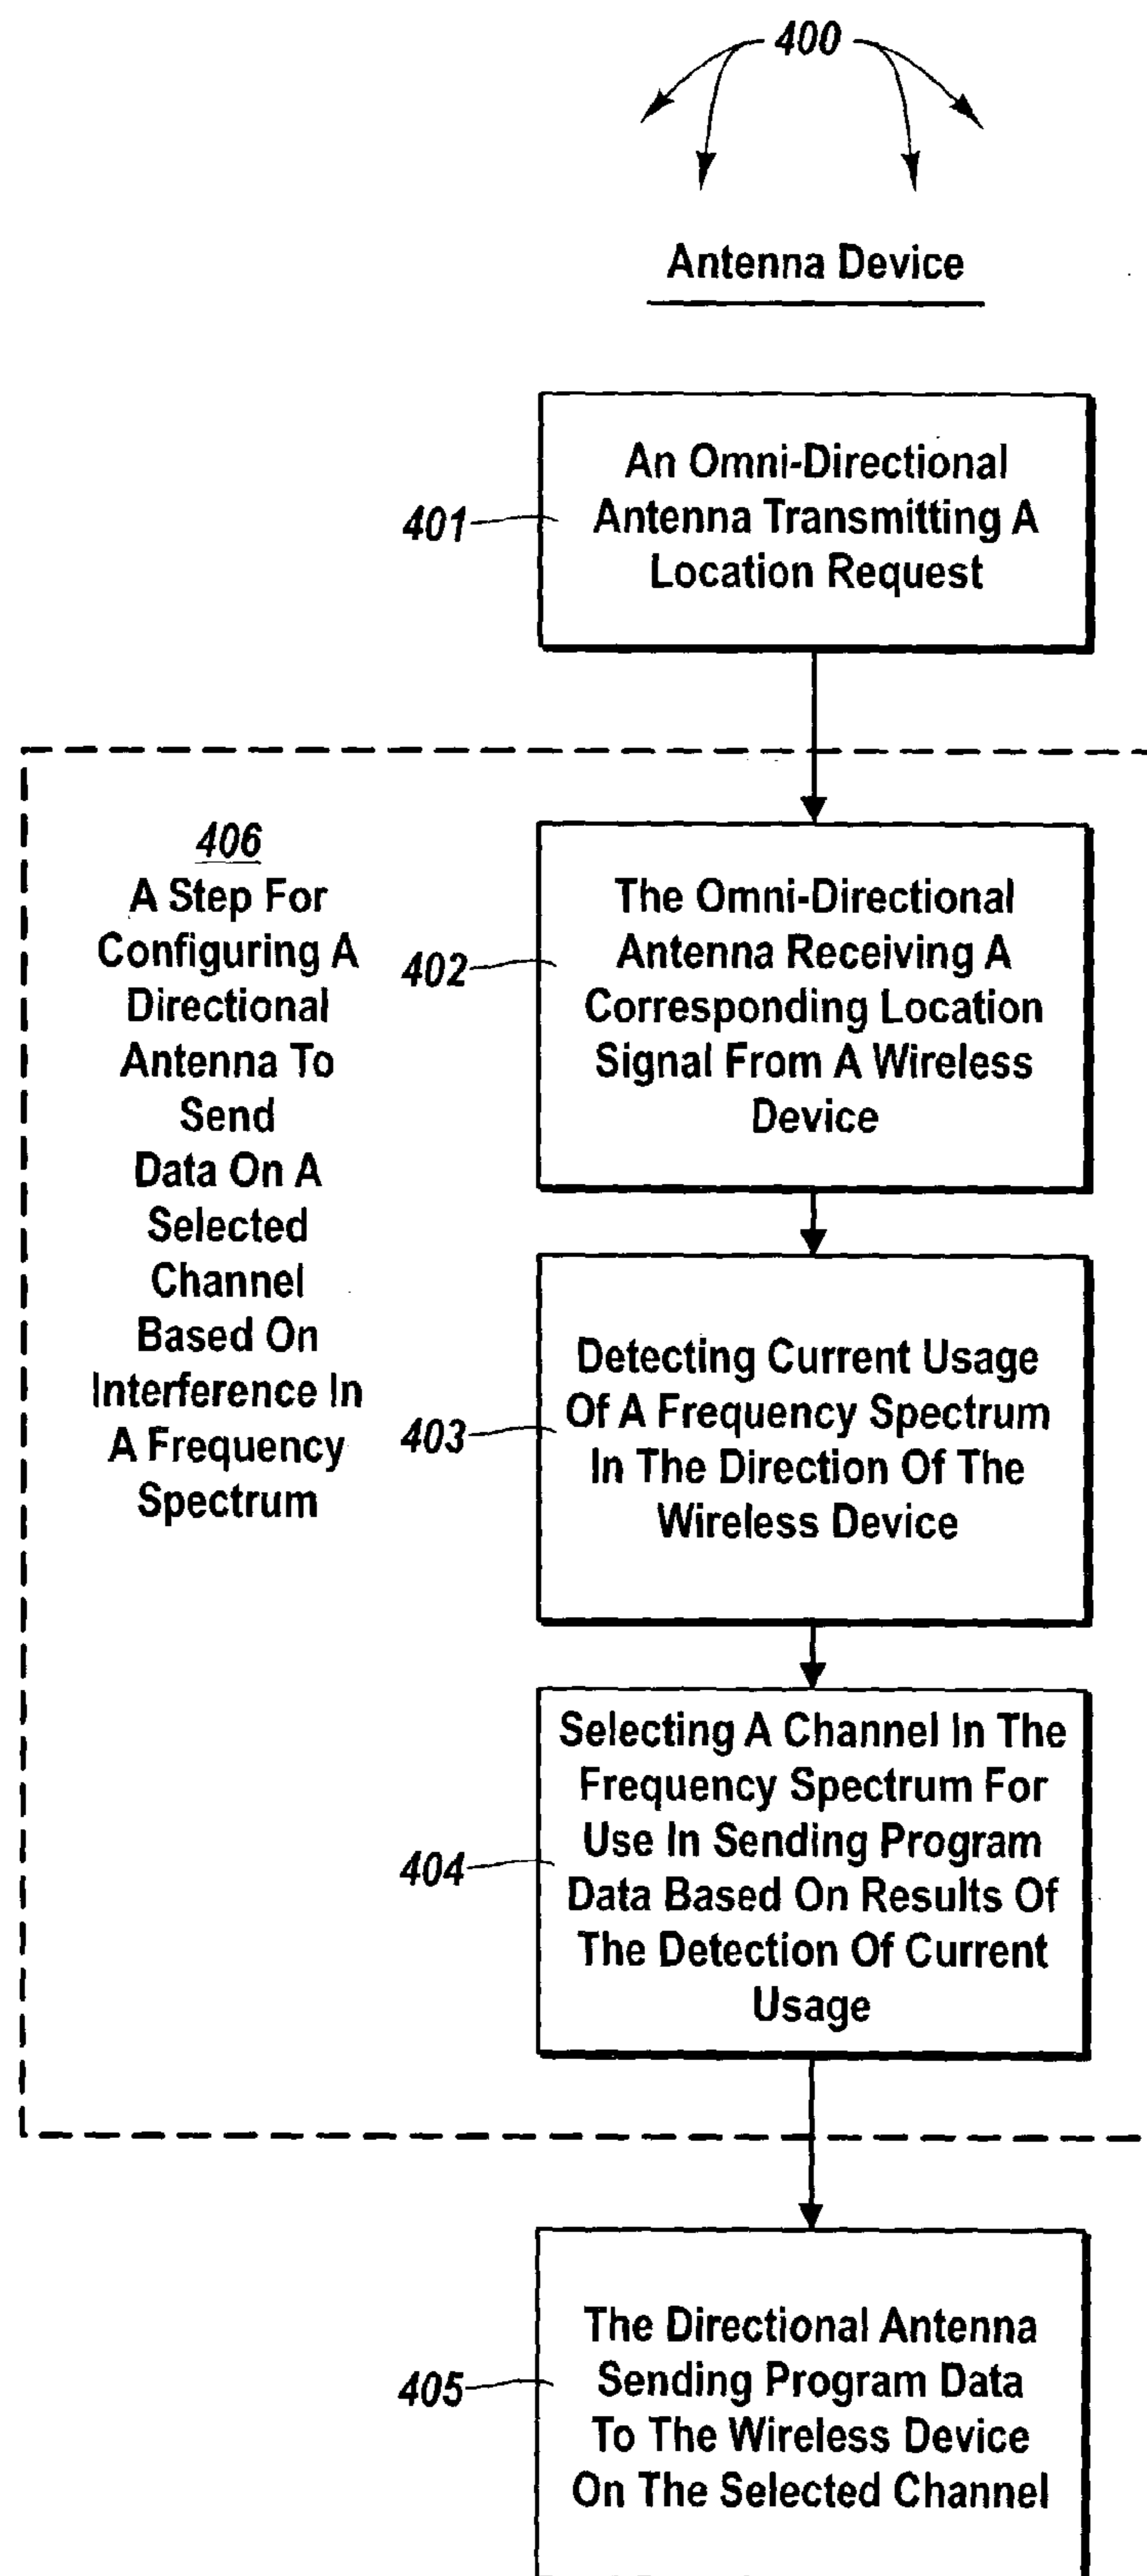 400
Antenna Device
401
An Omni-Directional
Antenna Transmitting A
Location Request
406
A Step For
Configuring A
Directional
Antenna To
Send
Data On A
Selected
Channel
Based On
Interference In
A Frequency
Spectrum
402
The Omni-Directional
Antenna Receiving A
Corresponding Location
Signal From A Wireless
Device
403
Detecting Current Usage
Of A Frequency Spectrum
In The Direction Of The
Wireless Device
404
Selecting A Channel In The
Frequency Spectrum For
Use In Sending Program
Data Based On Results Of
The Detection Of Current
Usage
405
The Directional Antenna
Sending Program Data
To The Wireless Device
On The Selected Channel